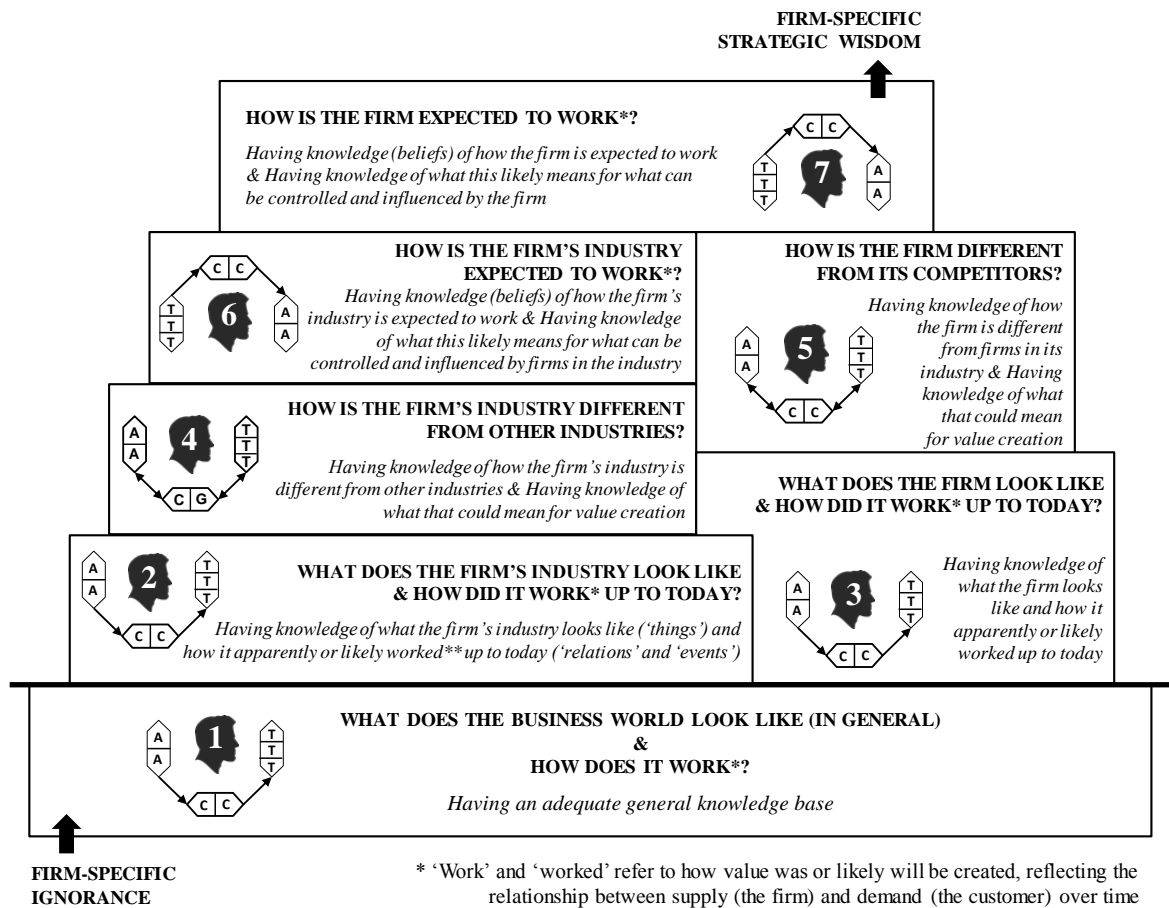 FIRM-SPECIFIC
STRATEGIC WISDOM
HOW IS THE FIRM EXPECTED TO WORK*?
Having knowledge (beliefs) of how the firm is expected to work
& Having knowledge of what this likely means for what can
be controlled and influenced by the firm
C C
T
T
T
7
A
A
HOW IS THE FIRM'S INDUSTRY
EXPECTED TO WORK*?
Having knowledge (beliefs) of how the firm's
industry is expected to work & Having knowledge
of what this likely means for what can be
controlled and influenced by firms in the industry
C C
T
T
T
6
A
A
HOW IS THE FIRM DIFFERENT
FROM ITS COMPETITORS?
Having knowledge of how
the firm is different
from firms in its
industry & Having
knowledge of what
that could mean
for value creation
A
A
5
T
T
T
C C
HOW IS THE FIRM'S INDUSTRY DIFFERENT
FROM OTHER INDUSTRIES?
Having knowledge of how the firm's industry is
different from other industries & Having knowledge of
what that could mean for value creation
A
A
4
T
T
T
C G
WHAT DOES THE FIRM LOOK LIKE
& HOW DID IT WORK* UP TO TODAY?
Having knowledge of
what the firm looks
like and how it
apparently or likely
worked up to today
A
A
3
T
T
T
C C
WHAT DOES THE FIRM'S INDUSTRY LOOK LIKE
& HOW DID IT WORK* UP TO TODAY?
Having knowledge of what the firm's industry looks like ('things') and
how it apparently or likely worked** up to today ('relations' and 'events')
A
A
2
T
T
T
C C
WHAT DOES THE BUSINESS WORLD LOOK LIKE (IN GENERAL)
&
HOW DOES IT WORK*?
Having an adequate general knowledge base
A
A
1
T
T
T
C C
FIRM-SPECIFIC
IGNORANCE
* 'Work' and 'worked' refer to how value was or likely will be created, reflecting the
relationship between supply (the firm) and demand (the customer) over time